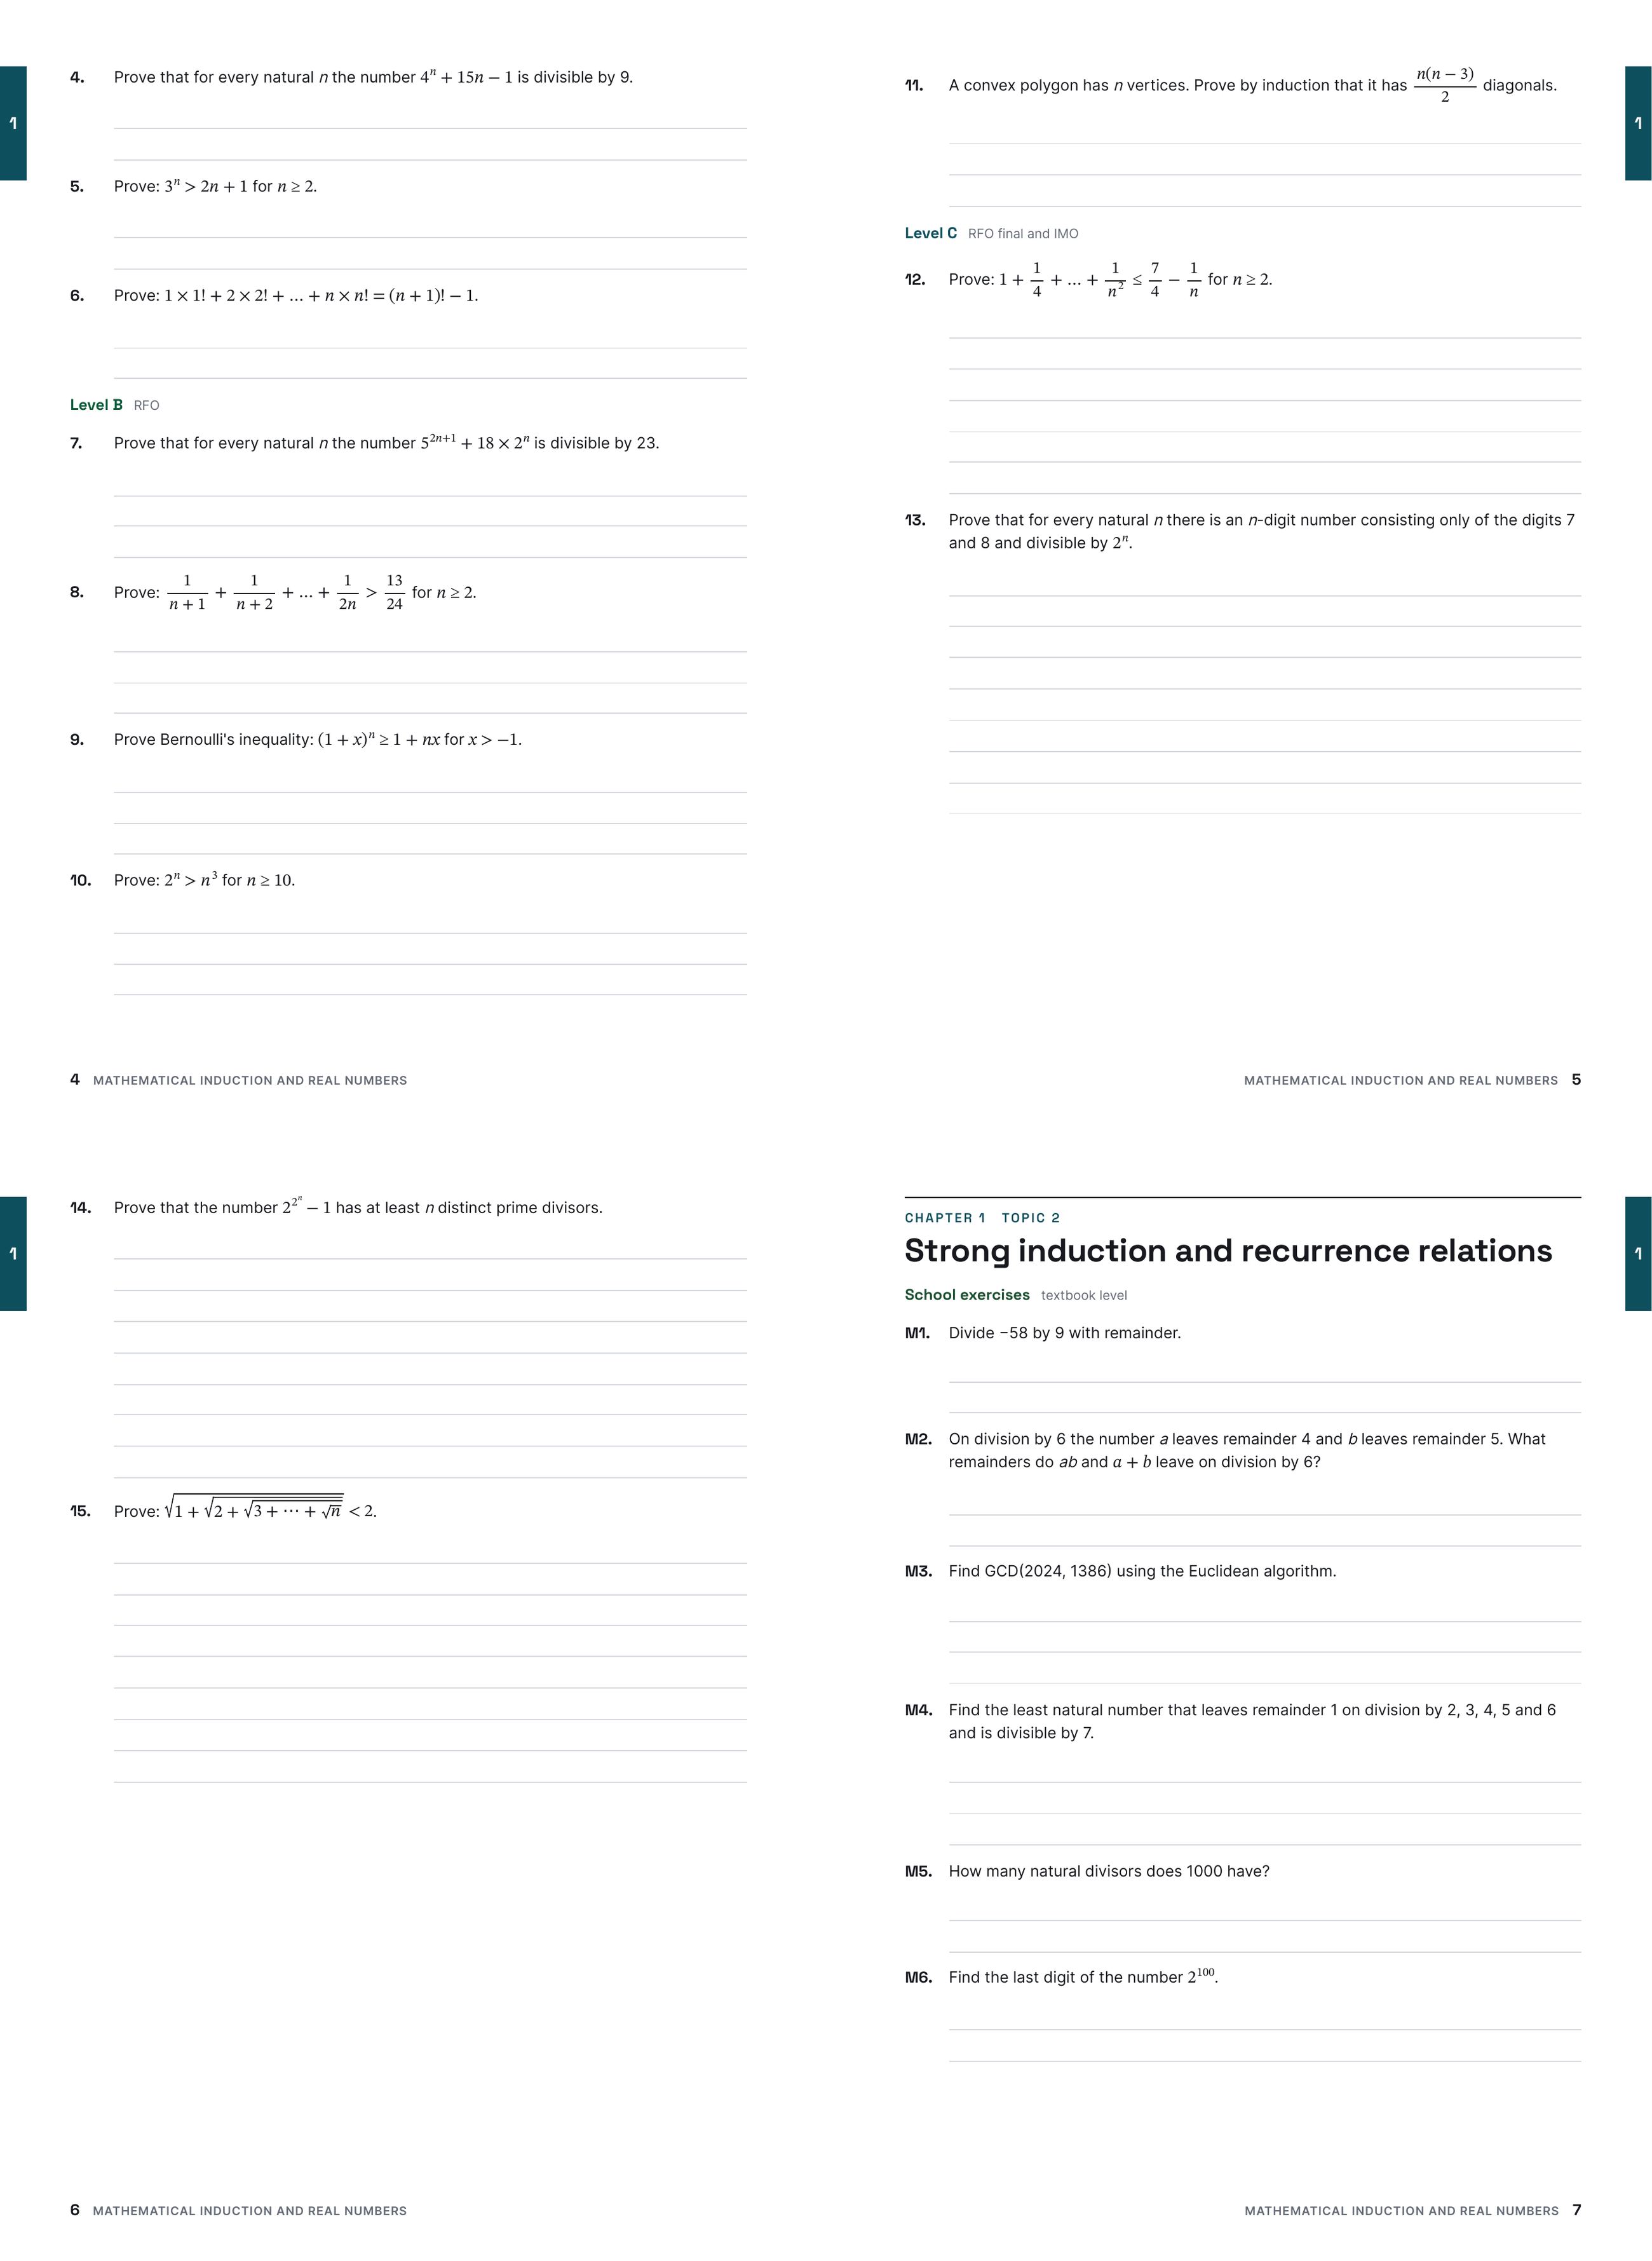 1
4. Prove that for every natural n the number 4ⁿ + 15n − 1 is divisible by 9.
5. Prove: 3ⁿ > 2n + 1 for n ≥ 2.
6. Prove: 1 × 1! + 2 × 2! + … + n × n! = (n + 1)! − 1.
Level B RFO
7. Prove that for every natural n the number 5²ⁿ⁺¹ + 18 × 2ⁿ is divisible by 23.
8. Prove: 1/(n + 1) + 1/(n + 2) + … + 1/(2n) > 13/24 for n ≥ 2.
9. Prove Bernoulli's inequality: (1 + x)ⁿ ≥ 1 + nx for x > −1.
10. Prove: 2ⁿ > n³ for n ≥ 10.
4 MATHEMATICAL INDUCTION AND REAL NUMBERS
1
11. A convex polygon has n vertices. Prove by induction that it has n(n − 3)/2 diagonals.
Level C RFO final and IMO
12. Prove: 1 + 1/4 + … + 1/n² ≤ 7/4 − 1/n for n ≥ 2.
13. Prove that for every natural n there is an n-digit number consisting only of the digits 7
and 8 and divisible by 2ⁿ.
MATHEMATICAL INDUCTION AND REAL NUMBERS 5
1
14. Prove that the number 2^(2^n) − 1 has at least n distinct prime divisors.
15. Prove: √(1 + √(2 + √(3 + ⋯ + √n))) < 2.
6 MATHEMATICAL INDUCTION AND REAL NUMBERS
1
CHAPTER 1 TOPIC 2
Strong induction and recurrence relations
School exercises textbook level
M1. Divide −58 by 9 with remainder.
M2. On division by 6 the number a leaves remainder 4 and b leaves remainder 5. What
remainders do ab and a + b leave on division by 6?
M3. Find GCD(2024, 1386) using the Euclidean algorithm.
M4. Find the least natural number that leaves remainder 1 on division by 2, 3, 4, 5 and 6
and is divisible by 7.
M5. How many natural divisors does 1000 have?
M6. Find the last digit of the number 2¹⁰⁰.
MATHEMATICAL INDUCTION AND REAL NUMBERS 7